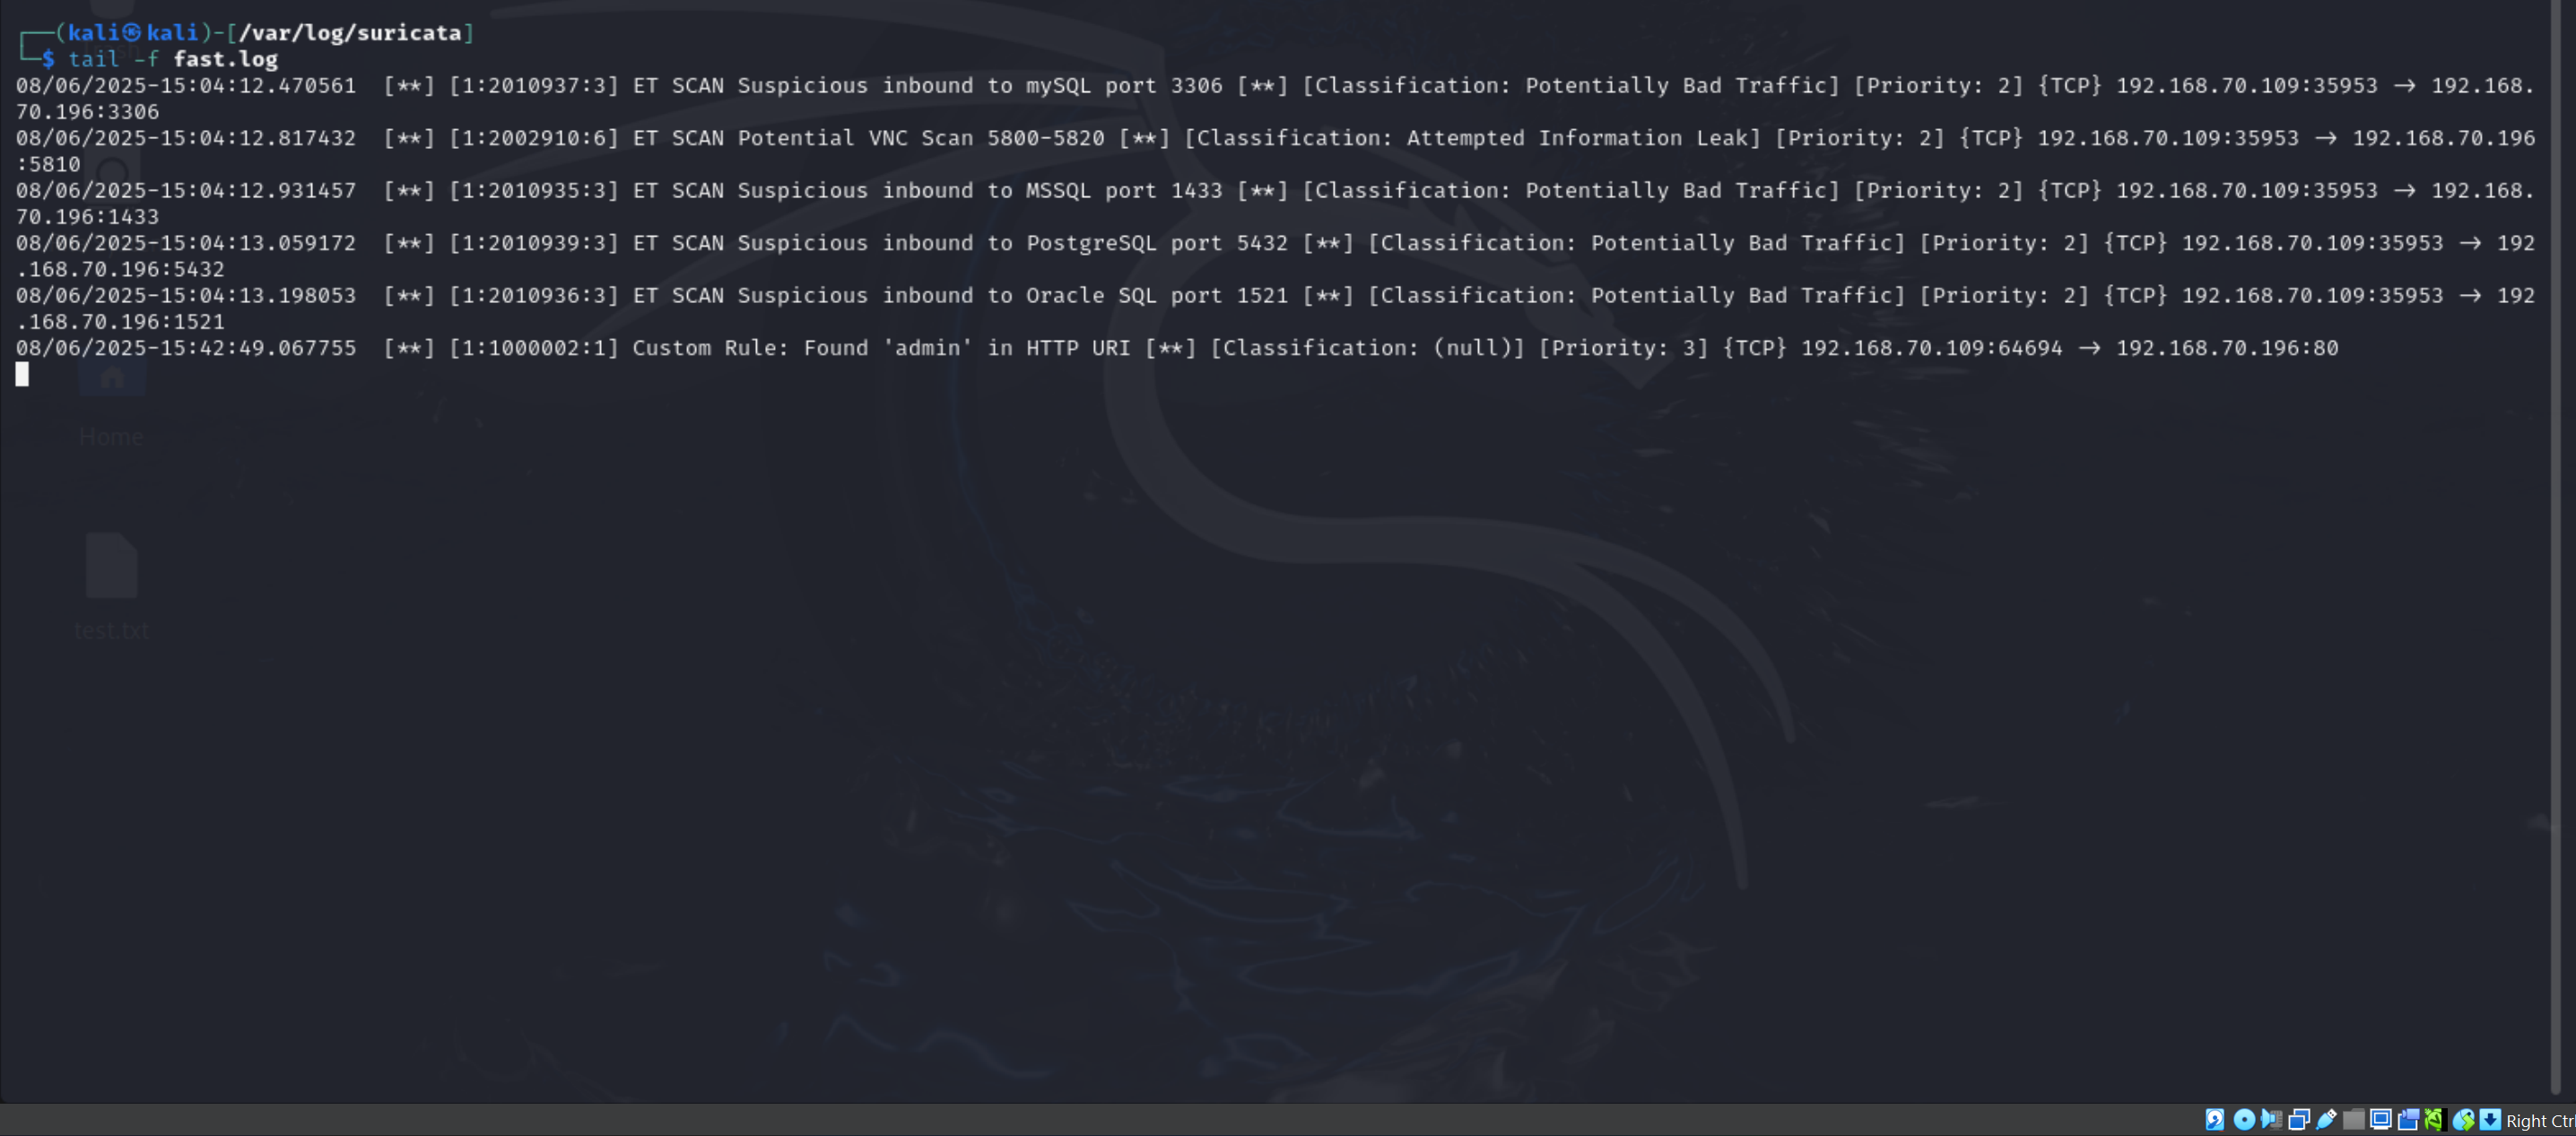 ┌──(kali㉿kali)-[/var/log/suricata]
└─$ tail -f fast.log
08/06/2025-15:04:12.470561  [**] [1:2010937:3] ET SCAN Suspicious inbound to mySQL port 3306 [**] [Classification: Potentially Bad Traffic] [Priority: 2] {TCP} 192.168.70.109:35953 → 192.168.
70.196:3306
08/06/2025-15:04:12.817432  [**] [1:2002910:6] ET SCAN Potential VNC Scan 5800-5820 [**] [Classification: Attempted Information Leak] [Priority: 2] {TCP} 192.168.70.109:35953 → 192.168.70.196
:5810
08/06/2025-15:04:12.931457  [**] [1:2010935:3] ET SCAN Suspicious inbound to MSSQL port 1433 [**] [Classification: Potentially Bad Traffic] [Priority: 2] {TCP} 192.168.70.109:35953 → 192.168.
70.196:1433
08/06/2025-15:04:13.059172  [**] [1:2010939:3] ET SCAN Suspicious inbound to PostgreSQL port 5432 [**] [Classification: Potentially Bad Traffic] [Priority: 2] {TCP} 192.168.70.109:35953 → 192
.168.70.196:5432
08/06/2025-15:04:13.198053  [**] [1:2010936:3] ET SCAN Suspicious inbound to Oracle SQL port 1521 [**] [Classification: Potentially Bad Traffic] [Priority: 2] {TCP} 192.168.70.109:35953 → 192
.168.70.196:1521
08/06/2025-15:42:49.067755  [**] [1:1000002:1] Custom Rule: Found 'admin' in HTTP URI [**] [Classification: (null)] [Priority: 3] {TCP} 192.168.70.109:64694 → 192.168.70.196:80
Home
test.txt
Right Ctr